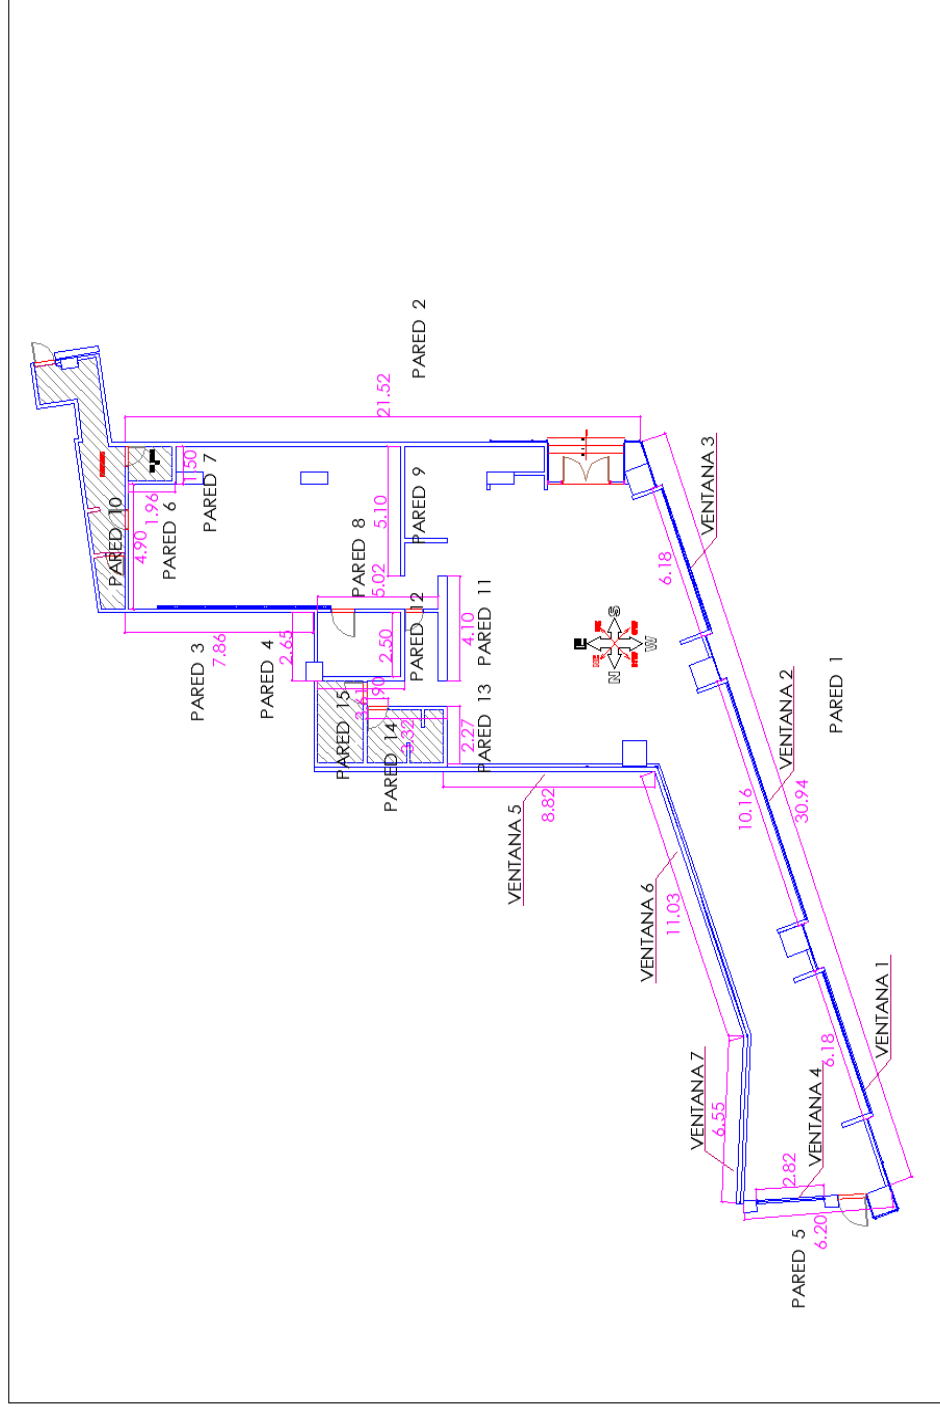 PARED 2
21.52
VENTANA 3
6.18
PARED 10
1.96
1.50
4.90
PARED 6
PARED 7
5.10
PARED 9
PARED 8
5.02
PARED 12
4.10
PARED 11
PARED 3
7.86
PARED 4
2.65
2.50
S
N
W
PARED 15
PARED 14
2.27
PARED 13
VENTANA 2
PARED 1
10.16
30.94
VENTANA 5
8.82
VENTANA 6
11.03
VENTANA 1
6.18
VENTANA 4
VENTANA 7
6.55
2.82
PARED 5
6.20